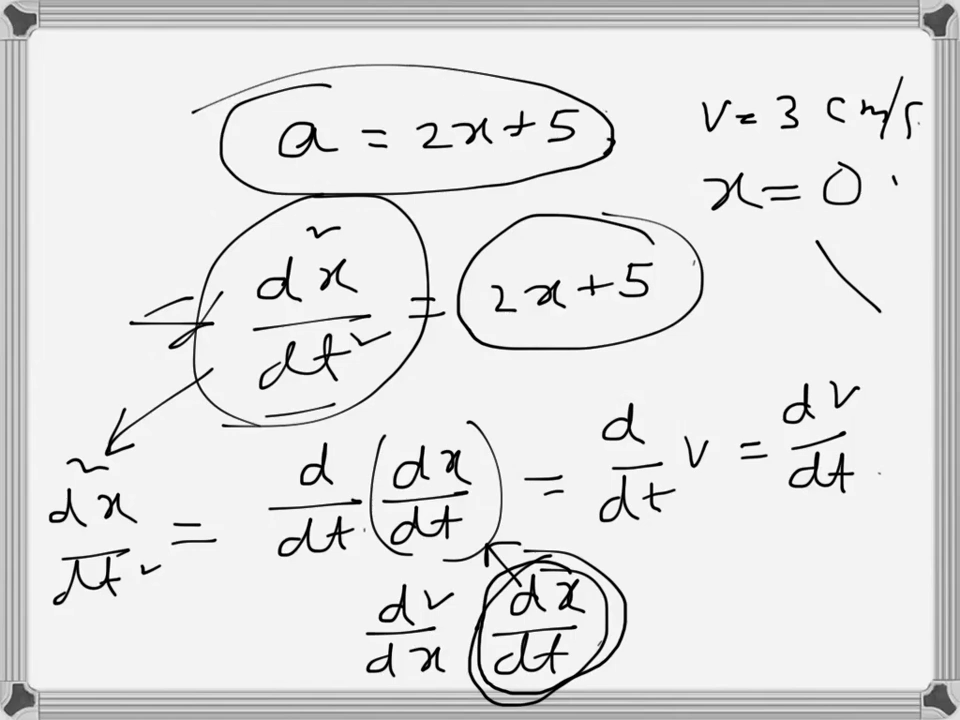 a = 2x+5
v = 3 cm/s.
x = 0
d²x/dt² = 2x+5
d²x/dt² = d/dt (dx/dt) = d/dt v = dv/dt
dv/dx dx/dt